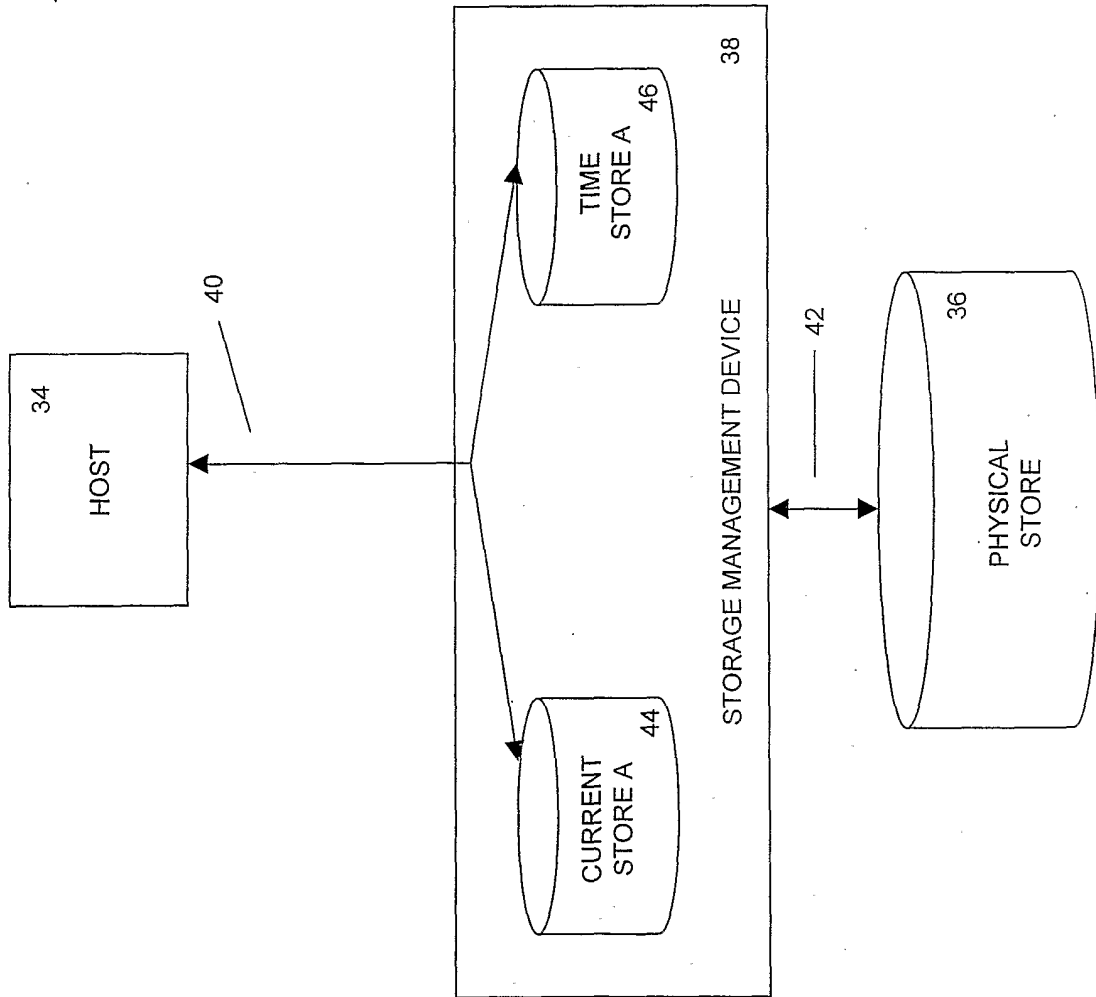 34
HOST
40
38
TIME
STORE A
46
CURRENT
STORE A
44
STORAGE MANAGEMENT DEVICE
42
36
PHYSICAL
STORE